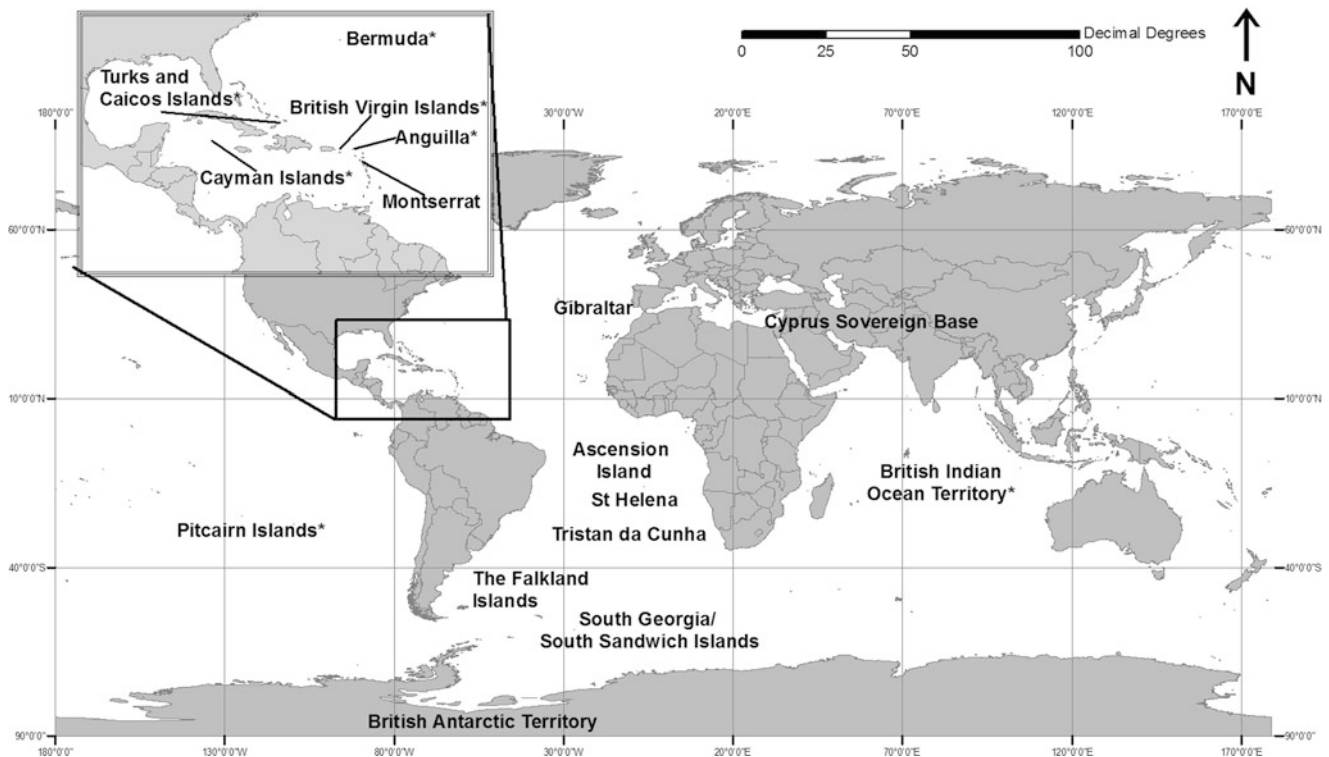 Bermuda*
Turks and
Caicos Islands*
British Virgin Islands*
Anguilla*
Cayman Islands*
Montserrat
Decimal Degrees
0 25 50 100
N
180°0'0" 30°0'0"W 20°0'0"E 70°0'0"E 120°0'0"E 170°0'0"E
60°0'0"N 60°0'0"N
Gibraltar
Cyprus Sovereign Base
10°0'0"N 10°0'0"N
Ascension
Island
British Indian
Ocean Territory*
St Helena
Pitcairn Islands*
Tristan da Cunha
40°0'0"S 40°0'0"S
The Falkland
Islands
South Georgia/
South Sandwich Islands
British Antarctic Territory
90°0'0" 90°0'0"
180°0'0" 130°0'0"W 80°0'0"W 30°0'0"W 20°0'0"E 70°0'0"E 120°0'0"E 170°0'0"E